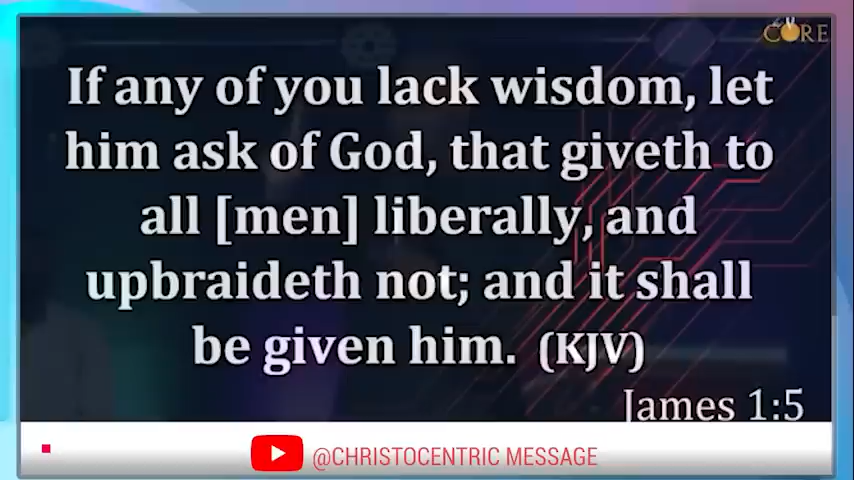 CORE
If any of you lack wisdom, let
him ask of God, that giveth to
all [men] liberally, and
upbraideth not; and it shall
be given him. (KJV)
James 1:5
@CHRISTOCENTRIC MESSAGE